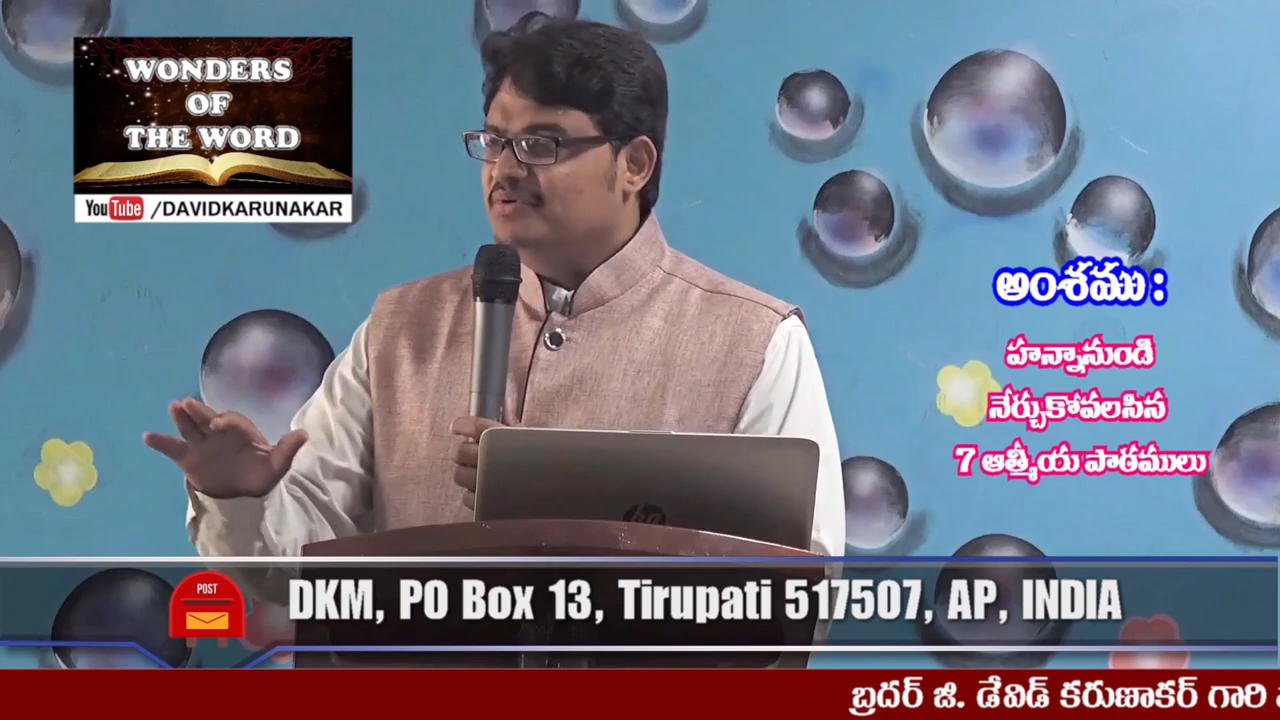 WONDERS
OF
THE WORD
YouTube /DAVIDKARUNAKAR
అంశము :
హన్నానుండి
నేర్చుకోవలసిన
7 ఆత్మీయ పాఠములు
hp
POST
DKM, PO Box 13, Tirupati 517507, AP, INDIA
బ్రదర్ జి. డేవిడ్ కరుణాకర్ గారి